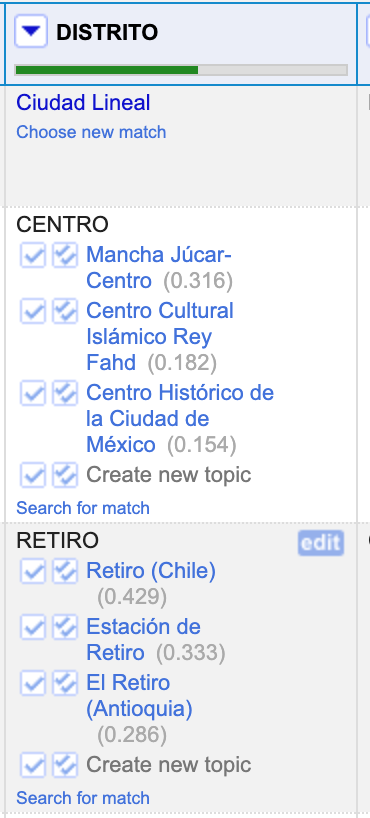 DISTRITO
Ciudad Lineal
Choose new match
CENTRO
Mancha Júcar-
Centro (0.316)
Centro Cultural
Islámico Rey
Fahd (0.182)
Centro Histórico de
la Ciudad de
México (0.154)
Create new topic
Search for match
RETIRO edit
Retiro (Chile)
(0.429)
Estación de
Retiro (0.333)
El Retiro
(Antioquia)
(0.286)
Create new topic
Search for match